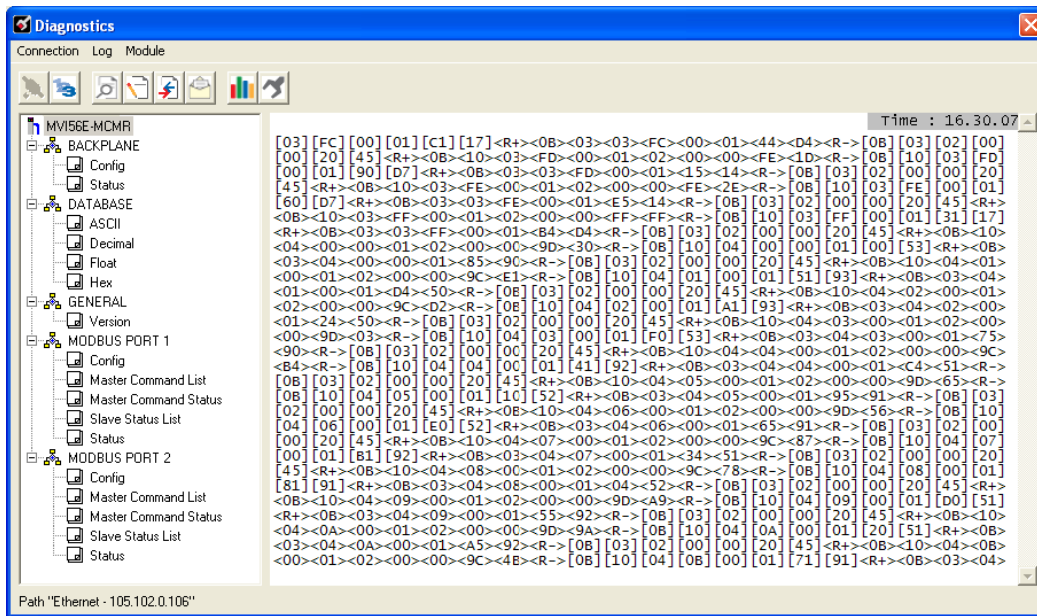 Diagnostics
Connection Log Module
MVI56E-MCMR
BACKPLANE
Config
Status
DATABASE
ASCII
Decimal
Float
Hex
GENERAL
Version
MODBUS PORT 1
Config
Master Command List
Master Command Status
Slave Status List
Status
MODBUS PORT 2
Config
Master Command List
Master Command Status
Slave Status List
Status
Time : 16.30.07
[03][FC][00][01][C1][17]<R+><0B><03><03><FC><00><01><44><D4><R->[0B][03][02][00]
[00][20][45]<R+><0B><10><03><FD><00><01><02><00><00><FE><1D><R->[0B][10][03][FD]
[00][01][90][D7]<R+><0B><03><03><FD><00><01><15><14><R->[0B][03][02][00][00][20]
[45]<R+><0B><10><03><FE><00><01><02><00><00><FE><2E><R->[0B][10][03][FE][00][01]
[60][D7]<R+><0B><03><03><FE><00><01><E5><14><R->[0B][03][02][00][00][20][45]<R+>
<0B><10><03><FF><00><01><02><00><00><FF><FF><R->[0B][10][03][FF][00][01][31][17]
<R+><0B><03><03><FF><00><01><B4><D4><R->[0B][03][02][00][00][20][45]<R+><0B><10>
<04><00><00><01><02><00><00><9D><30><R->[0B][10][04][00][00][01][00][53]<R+><0B>
<03><04><00><00><01><85><90><R->[0B][03][02][00][00][20][45]<R+><0B><10><04><01>
<00><01><02><00><00><9C><E1><R->[0B][10][04][01][00][01][51][93]<R+><0B><03><04>
<01><00><01><D4><50><R->[0B][03][02][00][00][20][45]<R+><0B><10><04><02><00><01>
<02><00><00><9C><D2><R->[0B][10][04][02][00][01][A1][93]<R+><0B><03><04><02><00>
<01><24><50><R->[0B][03][02][00][00][20][45]<R+><0B><10><04><03><00><01><02><00>
<00><9D><03><R->[0B][10][04][03][00][01][F0][53]<R+><0B><03><04><03><00><01><75>
<90><R->[0B][03][02][00][00][20][45]<R+><0B><10><04><04><00><01><02><00><00><9C>
<B4><R->[0B][10][04][04][00][01][41][92]<R+><0B><03><04><04><00><01><C4><51><R->
[0B][03][02][00][00][20][45]<R+><0B><10><04><05><00><01><02><00><00><9D><65><R->
[0B][10][04][05][00][01][10][52]<R+><0B><03><04><05><00><01><95><91><R->[0B][03]
[02][00][00][20][45]<R+><0B><10><04><06><00><01><02><00><00><9D><56><R->[0B][10]
[04][06][00][01][E0][52]<R+><0B><03><04><06><00><01><65><91><R->[0B][03][02][00]
[00][20][45]<R+><0B><10><04><07><00><01><02><00><00><9C><87><R->[0B][10][04][07]
[00][01][B1][92]<R+><0B><03><04><07><00><01><34><51><R->[0B][03][02][00][00][20]
[45]<R+><0B><10><04><08><00><01><02><00><00><9C><78><R->[0B][10][04][08][00][01]
[81][91]<R+><0B><03><04><08><00><01><04><52><R->[0B][03][02][00][00][20][45]<R+>
<0B><10><04><09><00><01><02><00><00><9D><A9><R->[0B][10][04][09][00][01][D0][51]
<R+><0B><03><04><09><00><01><55><92><R->[0B][03][02][00][00][20][45]<R+><0B><10>
<04><0A><00><01><02><00><00><9D><9A><R->[0B][10][04][0A][00][01][20][51]<R+><0B>
<03><04><0A><00><01><A5><92><R->[0B][03][02][00][00][20][45]<R+><0B><10><04><0B>
<00><01><02><00><00><9C><4B><R->[0B][10][04][0B][00][01][71][91]<R+><0B><03><04>
Path "Ethernet - 105.102.0.106"